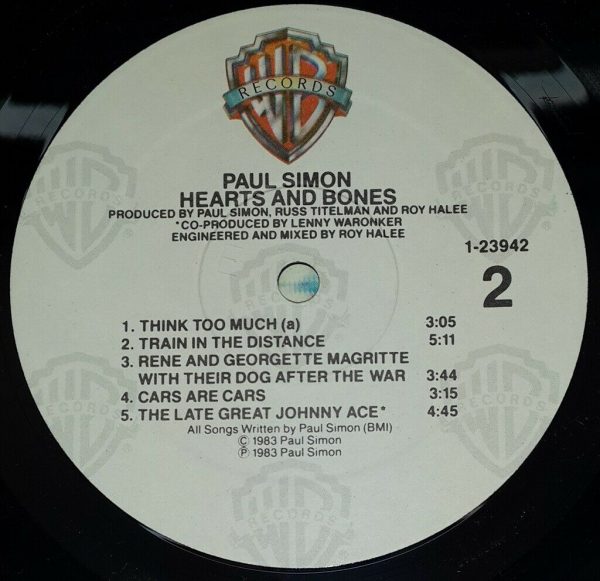 WB
RECORDS
PAUL SIMON
HEARTS AND BONES
PRODUCED BY PAUL SIMON, RUSS TITELMAN AND ROY HALEE
*CO-PRODUCED BY LENNY WARONKER
ENGINEERED AND MIXED BY ROY HALEE
1-23942
2
1. THINK TOO MUCH (a) 3:05
2. TRAIN IN THE DISTANCE 5:11
3. RENE AND GEORGETTE MAGRITTE
WITH THEIR DOG AFTER THE WAR 3:44
4. CARS ARE CARS 3:15
5. THE LATE GREAT JOHNNY ACE* 4:45
All Songs Written by Paul Simon (BMI)
© 1983 Paul Simon
℗ 1983 Paul Simon